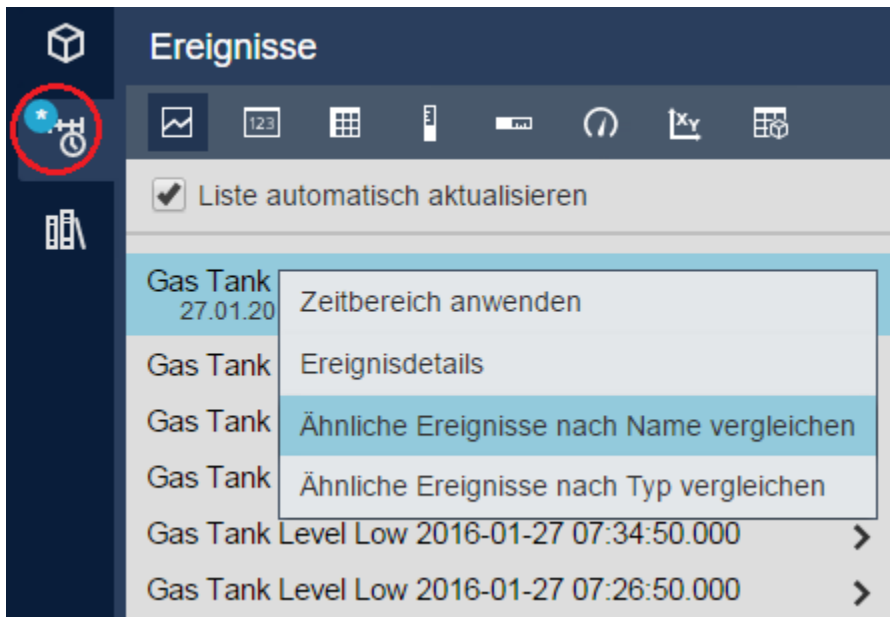 Ereignisse
123
XY
Liste automatisch aktualisieren
Gas Tank
27.01.20
Zeitbereich anwenden
Gas Tank
Ereignisdetails
Gas Tank
Ähnliche Ereignisse nach Name vergleichen
Gas Tank
Ähnliche Ereignisse nach Typ vergleichen
Gas Tank Level Low 2016-01-27 07:34:50.000
Gas Tank Level Low 2016-01-27 07:26:50.000